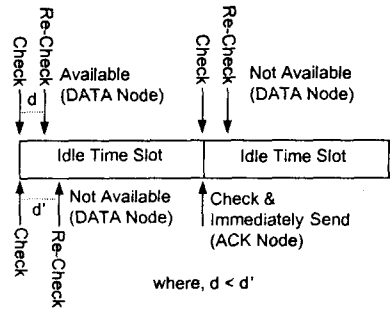 Check
Re-Check
Available
(DATA Node)
d
Check
Re-Check
Not Available
(DATA Node)
Idle Time Slot
Idle Time Slot
d'
Check
Re-Check
Not Available
(DATA Node)
Check &
Immediately Send
(ACK Node)
where, d < d'